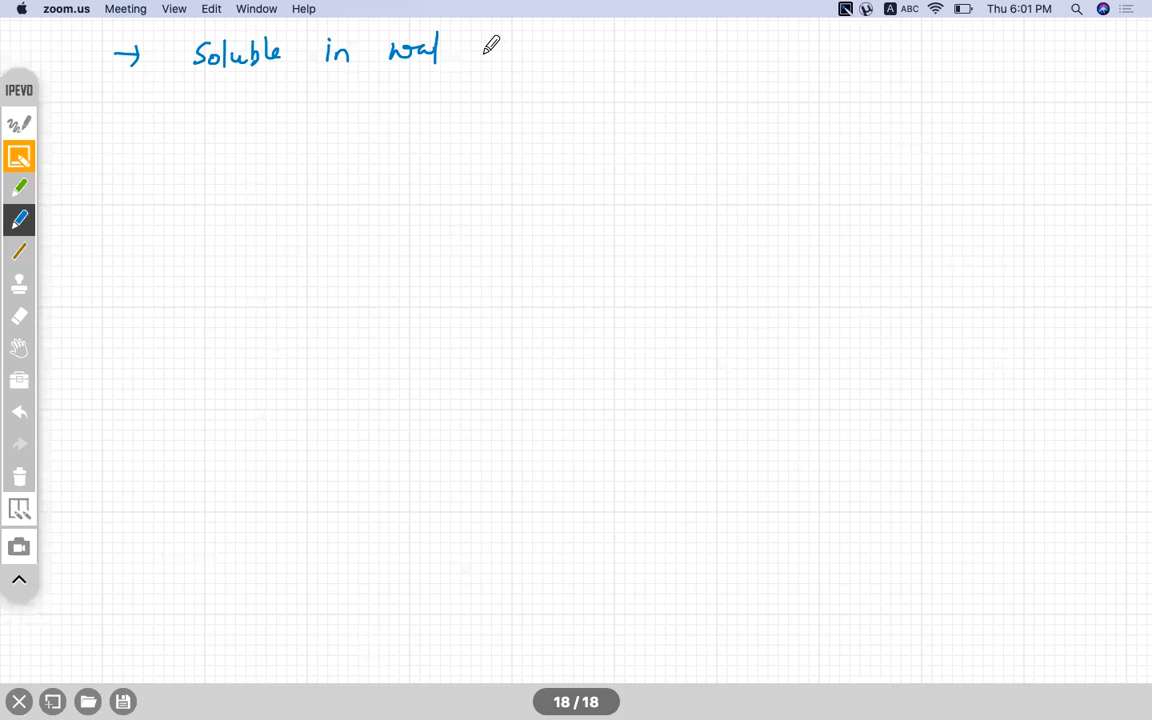 zoom.us Meeting View Edit Window Help A ABC Thu 6:01 PM
→ Soluble in wat
IPEVO
18 / 18